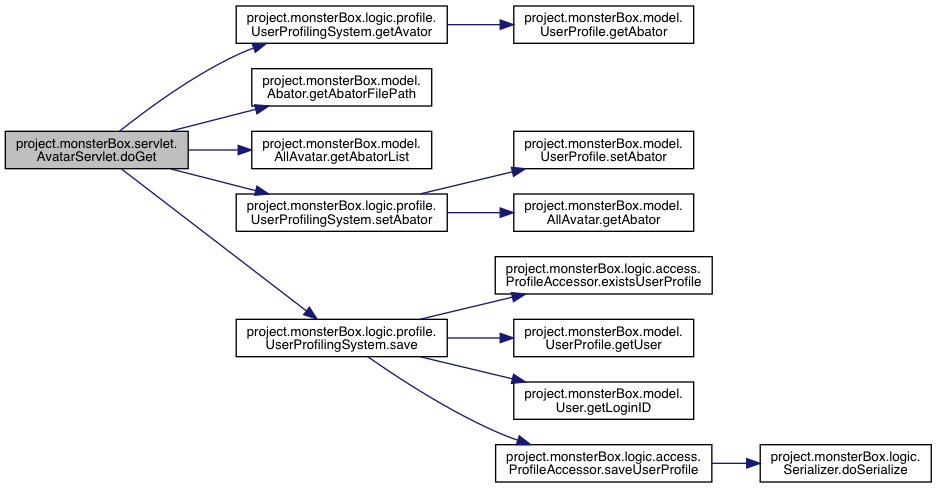 project.monsterBox.logic.profile.
UserProfilingSystem.getAvator
project.monsterBox.model.
UserProfile.getAbator
project.monsterBox.model.
Abator.getAbatorFilePath
project.monsterBox.servlet.
AvatarServlet.doGet
project.monsterBox.model.
AllAvatar.getAbatorList
project.monsterBox.model.
UserProfile.setAbator
project.monsterBox.logic.profile.
UserProfilingSystem.setAbator
project.monsterBox.model.
AllAvatar.getAbator
project.monsterBox.logic.access.
ProfileAccessor.existsUserProfile
project.monsterBox.logic.profile.
UserProfilingSystem.save
project.monsterBox.model.
UserProfile.getUser
project.monsterBox.model.
User.getLoginID
project.monsterBox.logic.access.
ProfileAccessor.saveUserProfile
project.monsterBox.logic.
Serializer.doSerialize